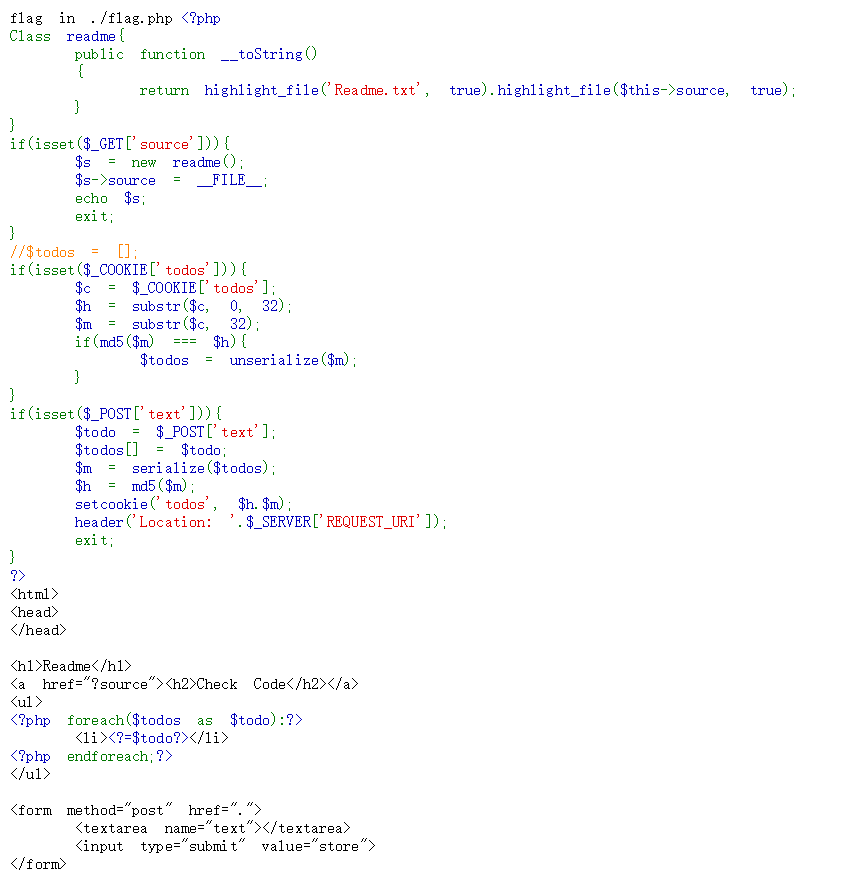 flag in ./flag.php <?php
Class readme{
public function __toString()
{
return highlight_file('Readme.txt', true).highlight_file($this->source, true);
}
}
if(isset($_GET['source'])){
$s = new readme();
$s->source = __FILE__;
echo $s;
exit;
}
//$todos = [];
if(isset($_COOKIE['todos'])){
$c = $_COOKIE['todos'];
$h = substr($c, 0, 32);
$m = substr($c, 32);
if(md5($m) === $h){
$todos = unserialize($m);
}
}
if(isset($_POST['text'])){
$todo = $_POST['text'];
$todos[] = $todo;
$m = serialize($todos);
$h = md5($m);
setcookie('todos', $h.$m);
header('Location: '.$_SERVER['REQUEST_URI']);
exit;
}
?>
<html>
<head>
</head>
<h1>Readme</h1>
<a href="?source"><h2>Check Code</h2></a>
<ul>
<?php foreach($todos as $todo):?>
<li><?=$todo?></li>
<?php endforeach;?>
</ul>
<form method="post" href=".">
<textarea name="text"></textarea>
<input type="submit" value="store">
</form>